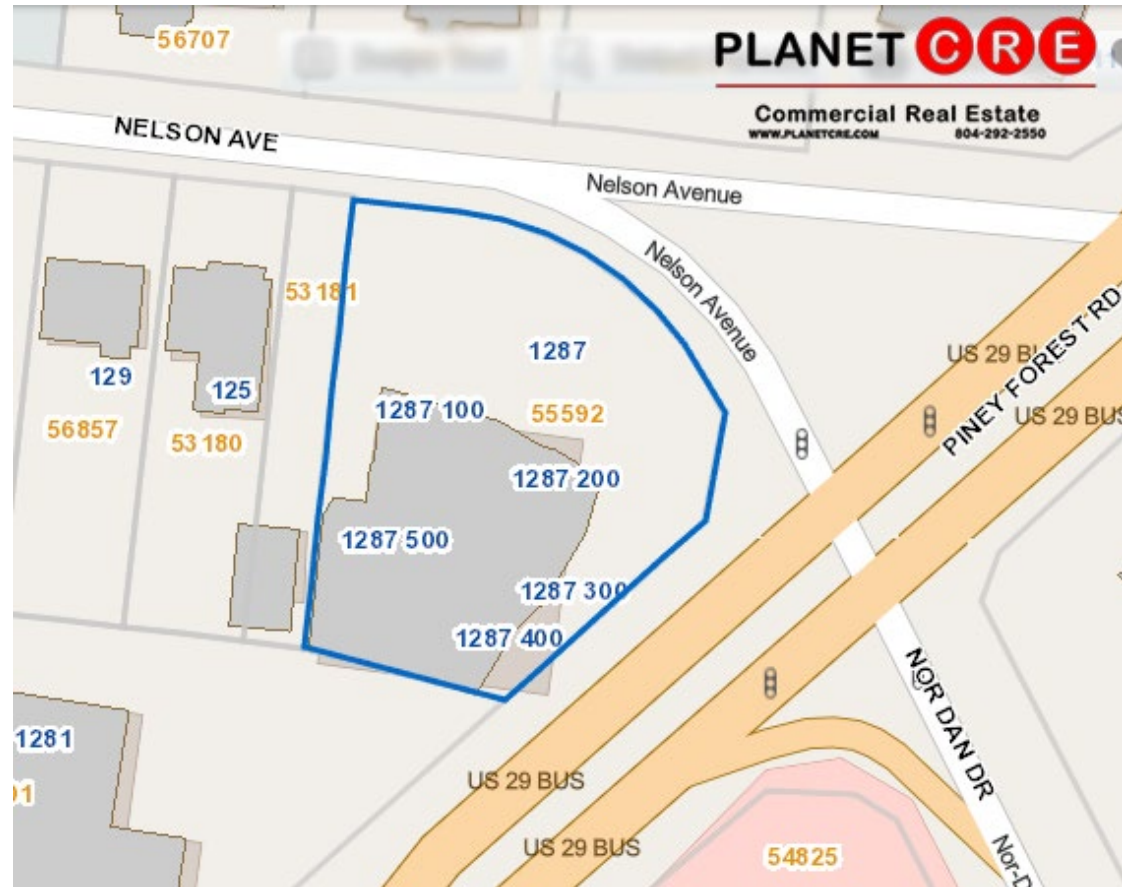 56707
PLANET CRE
Commercial Real Estate
WWW.PLANETCRE.COM 804-292-2550
NELSON AVE
Nelson Avenue
Nelson Avenue
53181
1287
US 29 BU
PINEY FOREST RD
US 29 BUS
129
125
1287 100
55592
56857
53180
1287 200
1287 500
1287 300
1287 400
NOR DAN DR
1281
US 29 BUS
US 29 BUS
54825